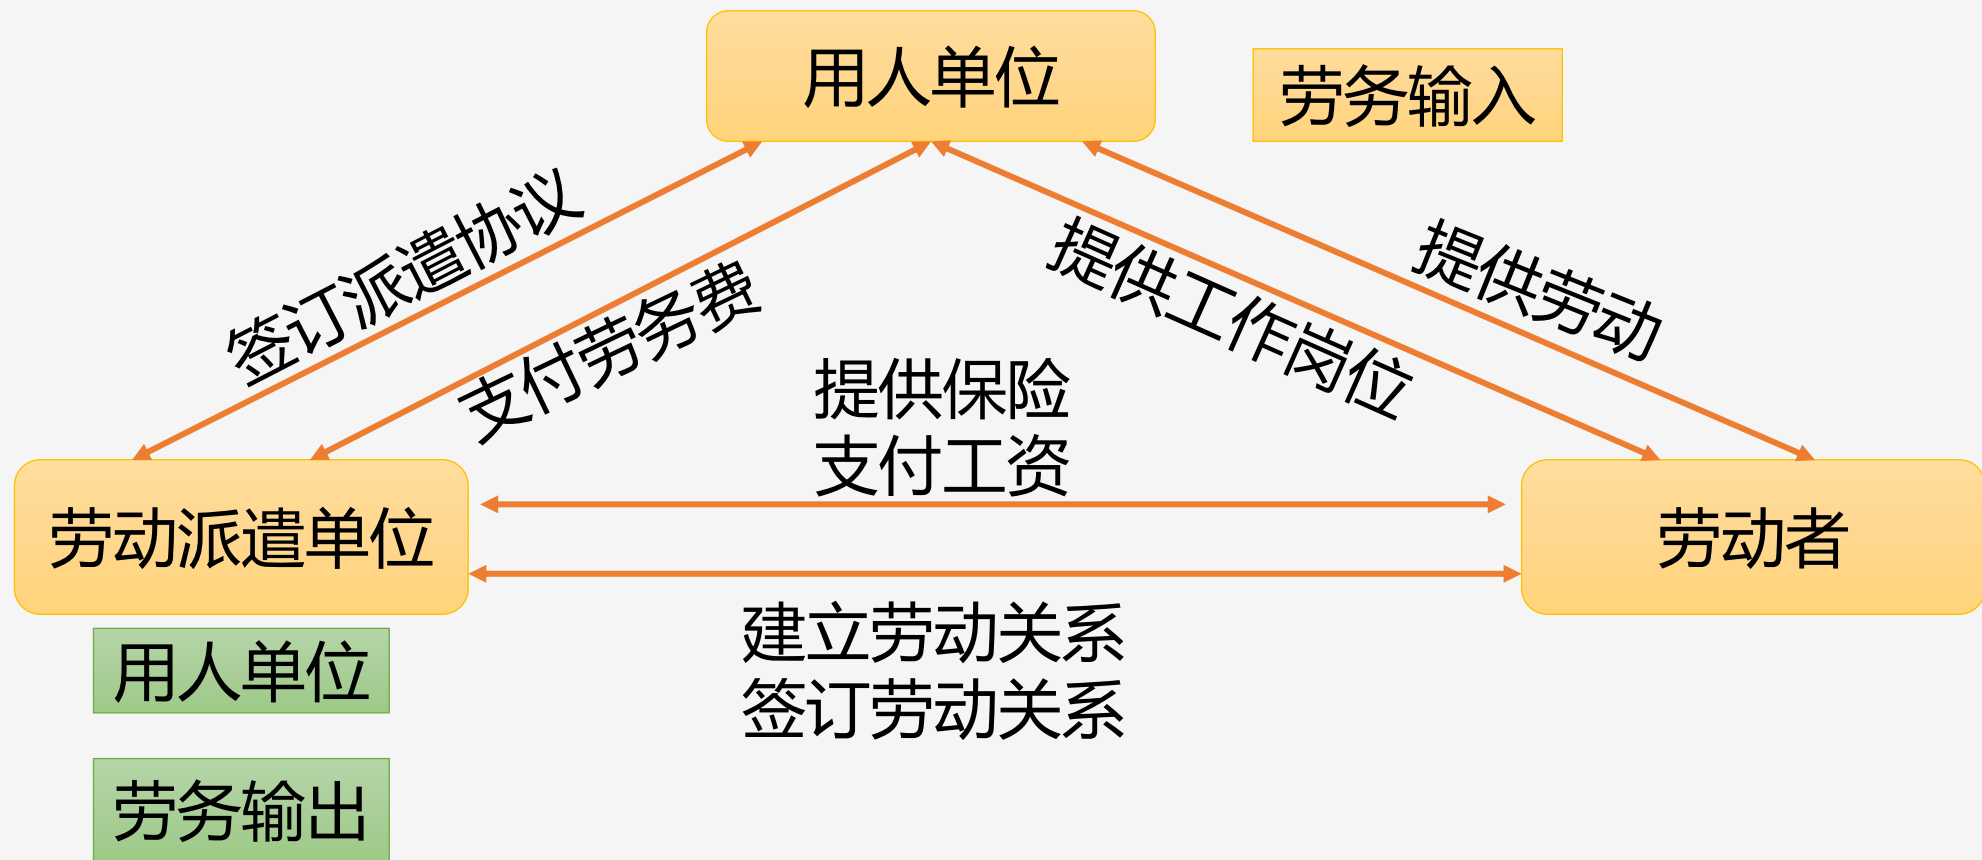 用人单位
劳务输入
签订派遣协议
支付劳务费
提供工作岗位
提供劳动
提供保险
支付工资
劳动派遣单位
劳动者
建立劳动关系
签订劳动关系
用人单位
劳务输出